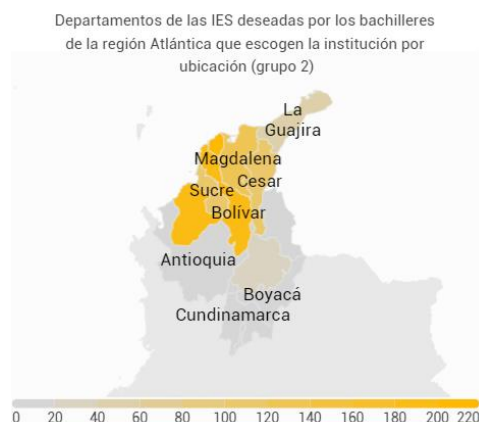 Departamentos de las IES deseadas por los bachilleres
de la región Atlántica que escogen la institución por
ubicación (grupo 2)
La
Guajira
Magdalena
Cesar
Sucre
Bolívar
Antioquia
Boyacá
Cundinamarca
0 20 40 60 80 100 120 140 160 180 200 220